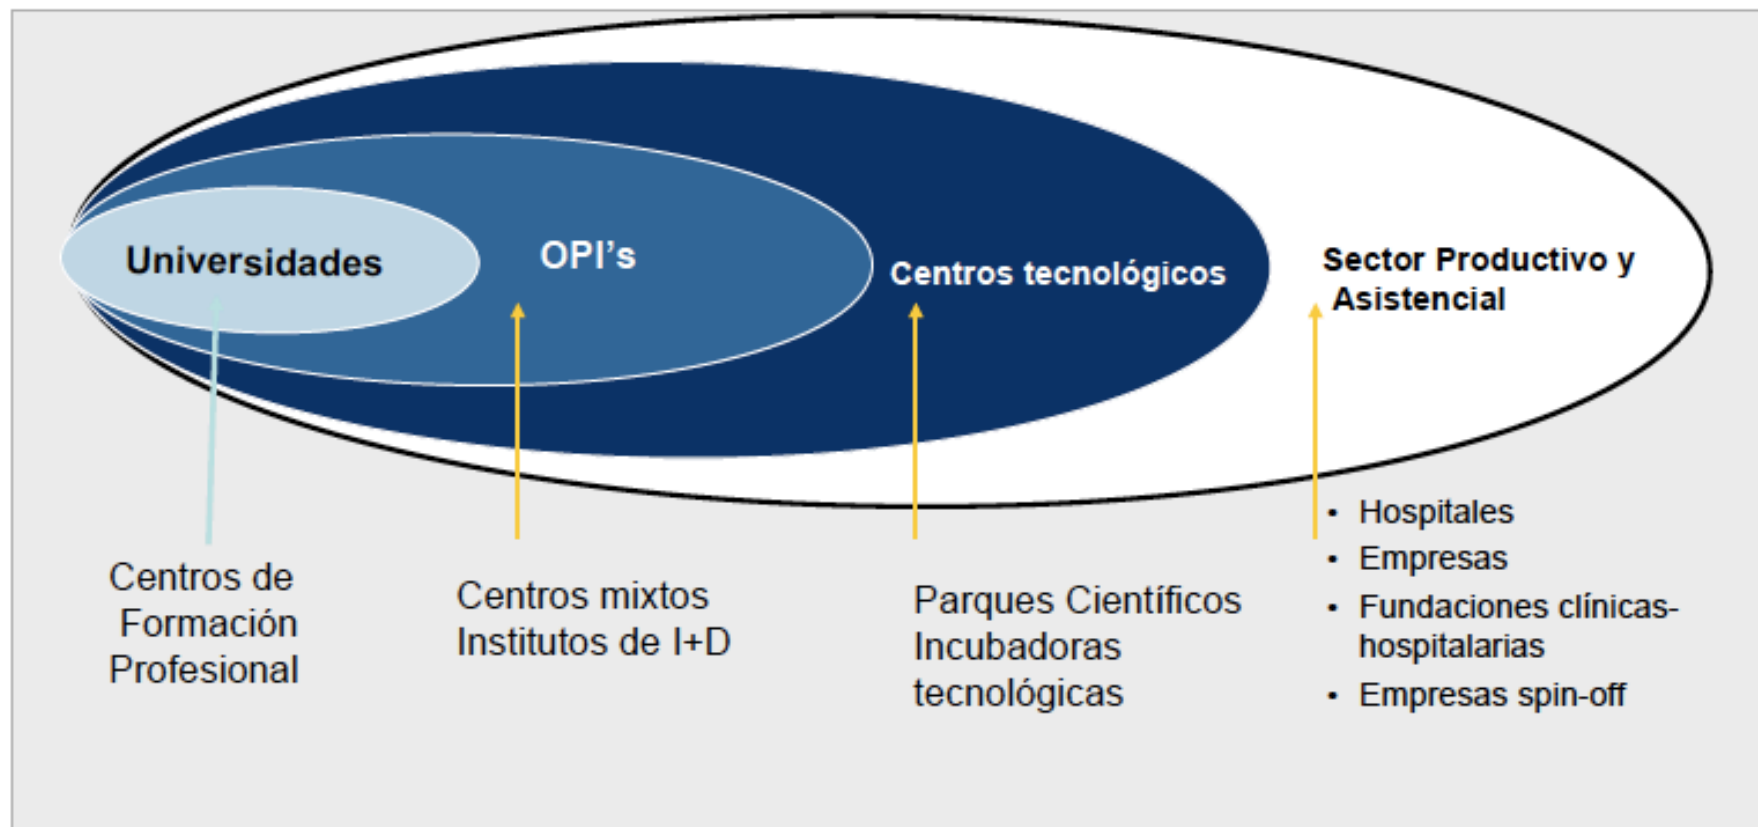 Universidades
OPI's
Centros tecnológicos
Sector Productivo y
Asistencial
Centros de
Formación
Profesional
Centros mixtos
Institutos de I+D
Parques Científicos
Incubadoras
tecnológicas
• Hospitales
• Empresas
• Fundaciones clínicas-
hospitalarias
• Empresas spin-off